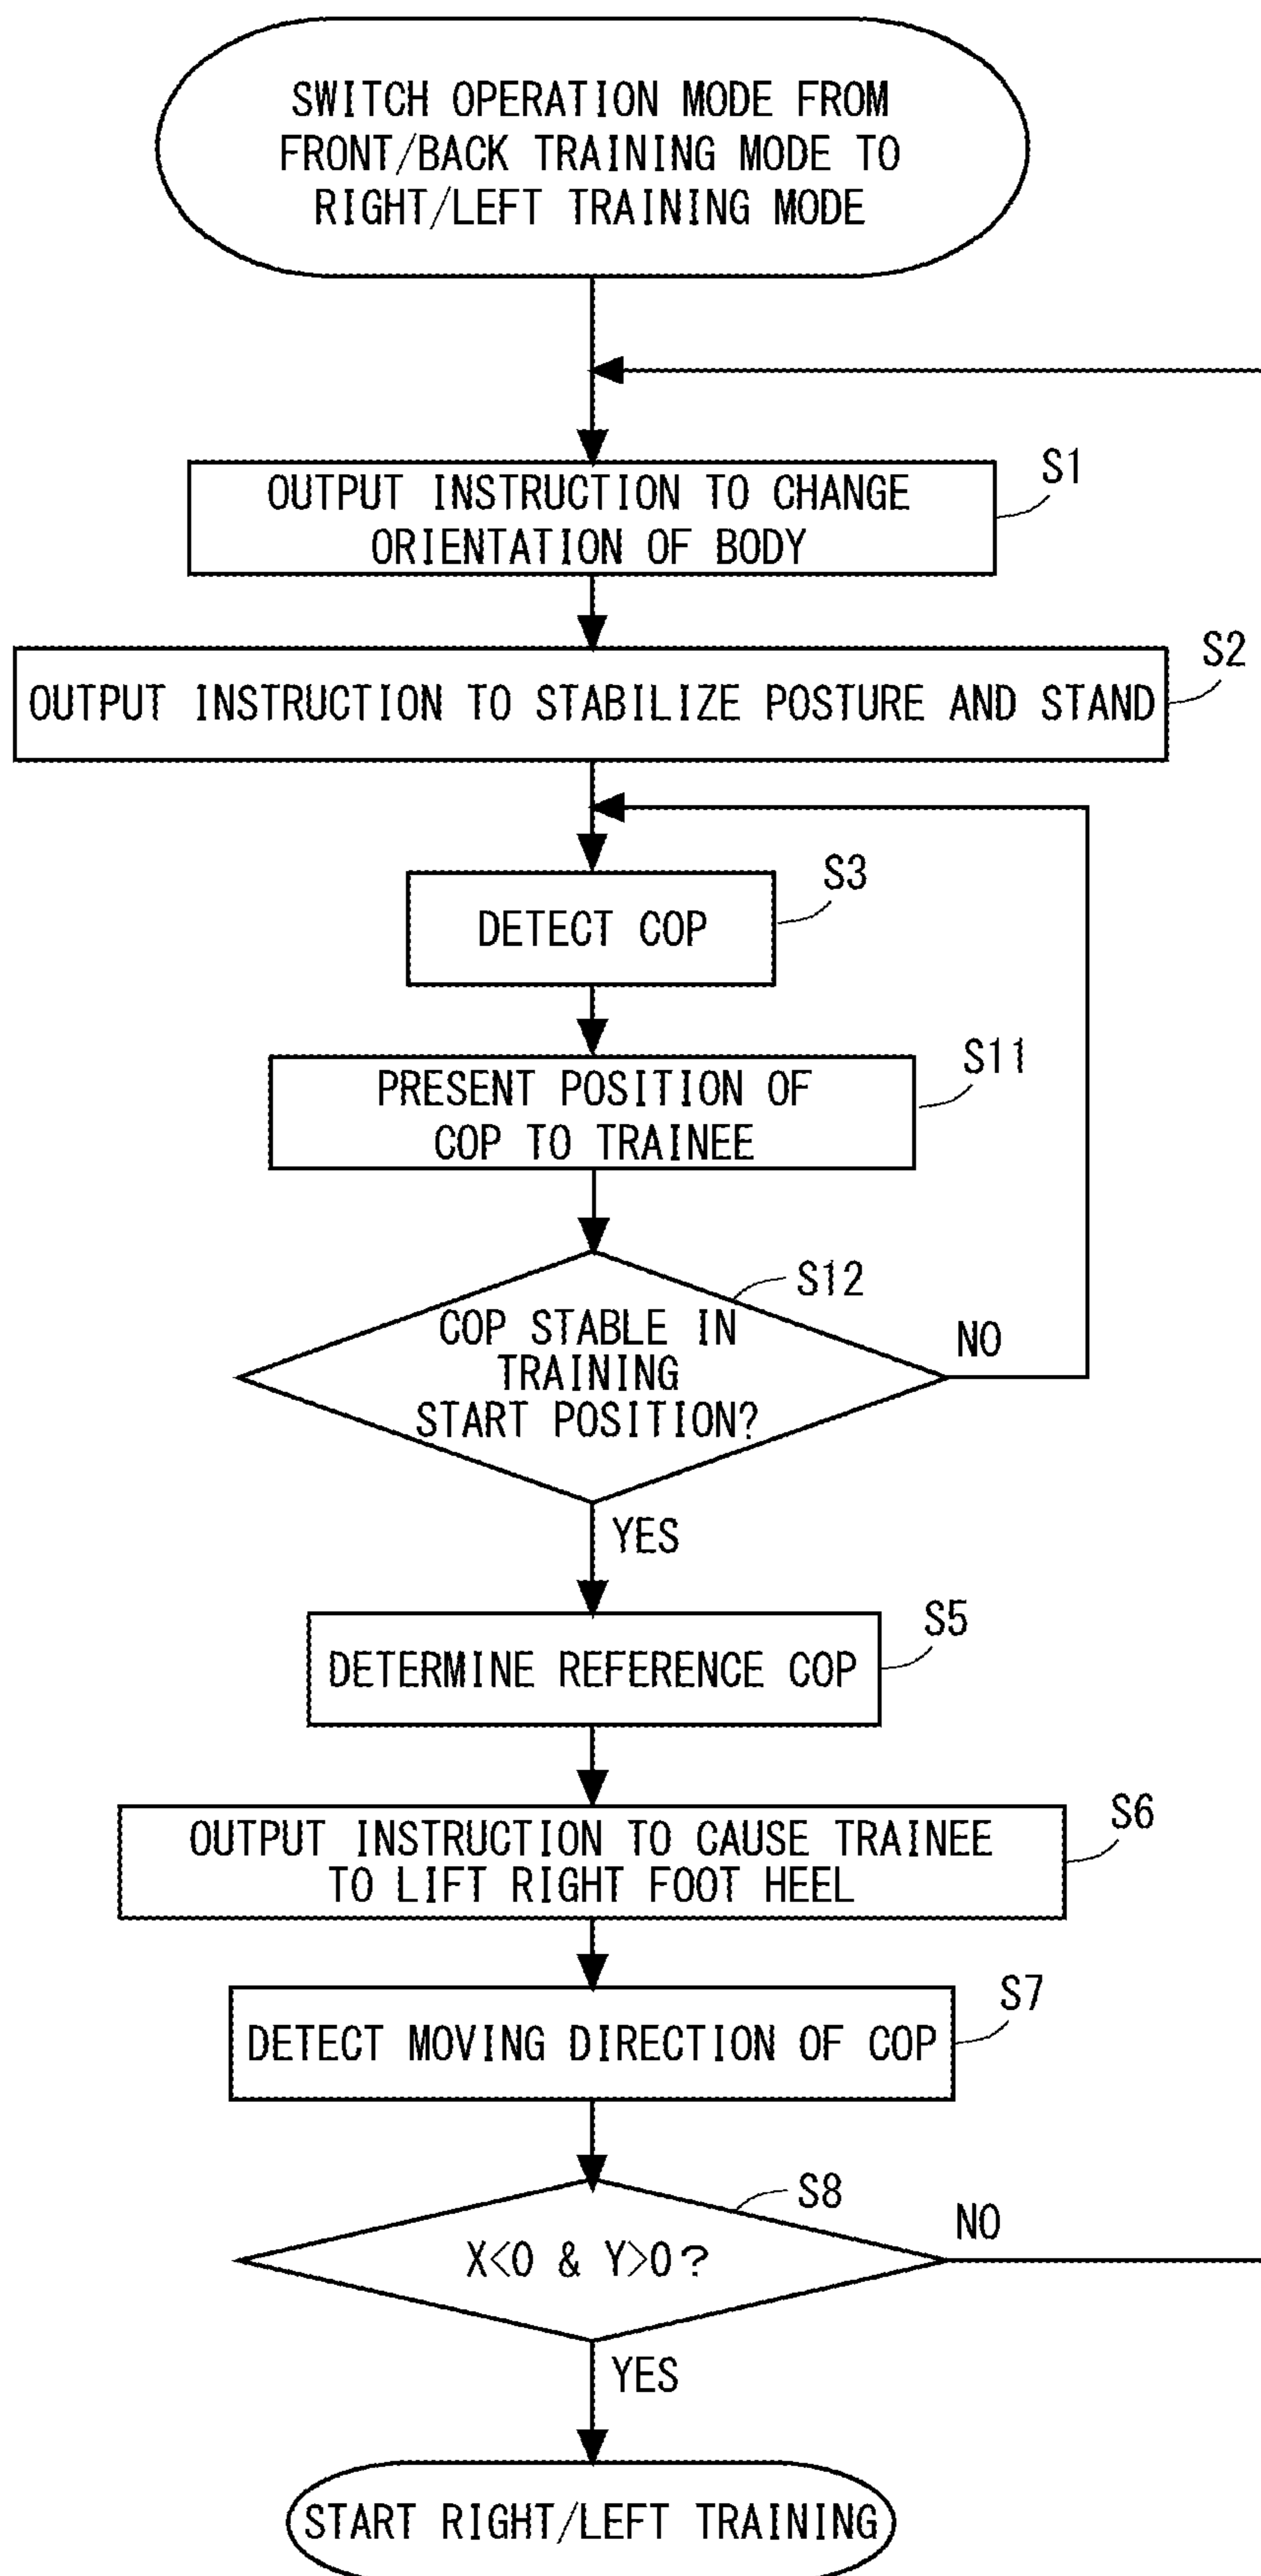 SWITCH OPERATION MODE FROM
FRONT/BACK TRAINING MODE TO
RIGHT/LEFT TRAINING MODE
S1
OUTPUT INSTRUCTION TO CHANGE
ORIENTATION OF BODY
S2
OUTPUT INSTRUCTION TO STABILIZE POSTURE AND STAND
S3
DETECT COP
S11
PRESENT POSITION OF
COP TO TRAINEE
S12
COP STABLE IN
TRAINING
START POSITION?
NO
YES
S5
DETERMINE REFERENCE COP
S6
OUTPUT INSTRUCTION TO CAUSE TRAINEE
TO LIFT RIGHT FOOT HEEL
S7
DETECT MOVING DIRECTION OF COP
S8
X<0 & Y>0?
NO
YES
START RIGHT/LEFT TRAINING